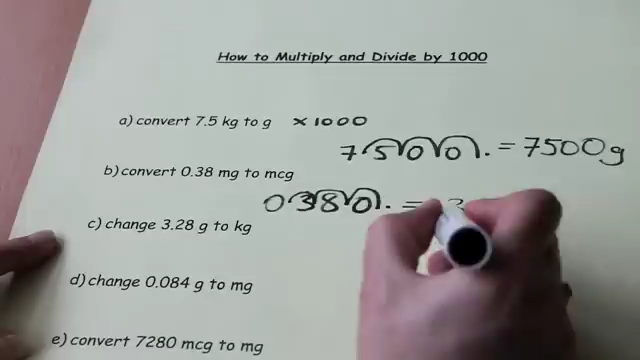 How to Multiply and Divide by 1000
a) convert 7.5 kg to g × 1000
7500. = 7500g
b) convert 0.38 mg to mcg
0380. = 3
c) change 3.28 g to kg
d) change 0.084 g to mg
e) convert 7280 mcg to mg